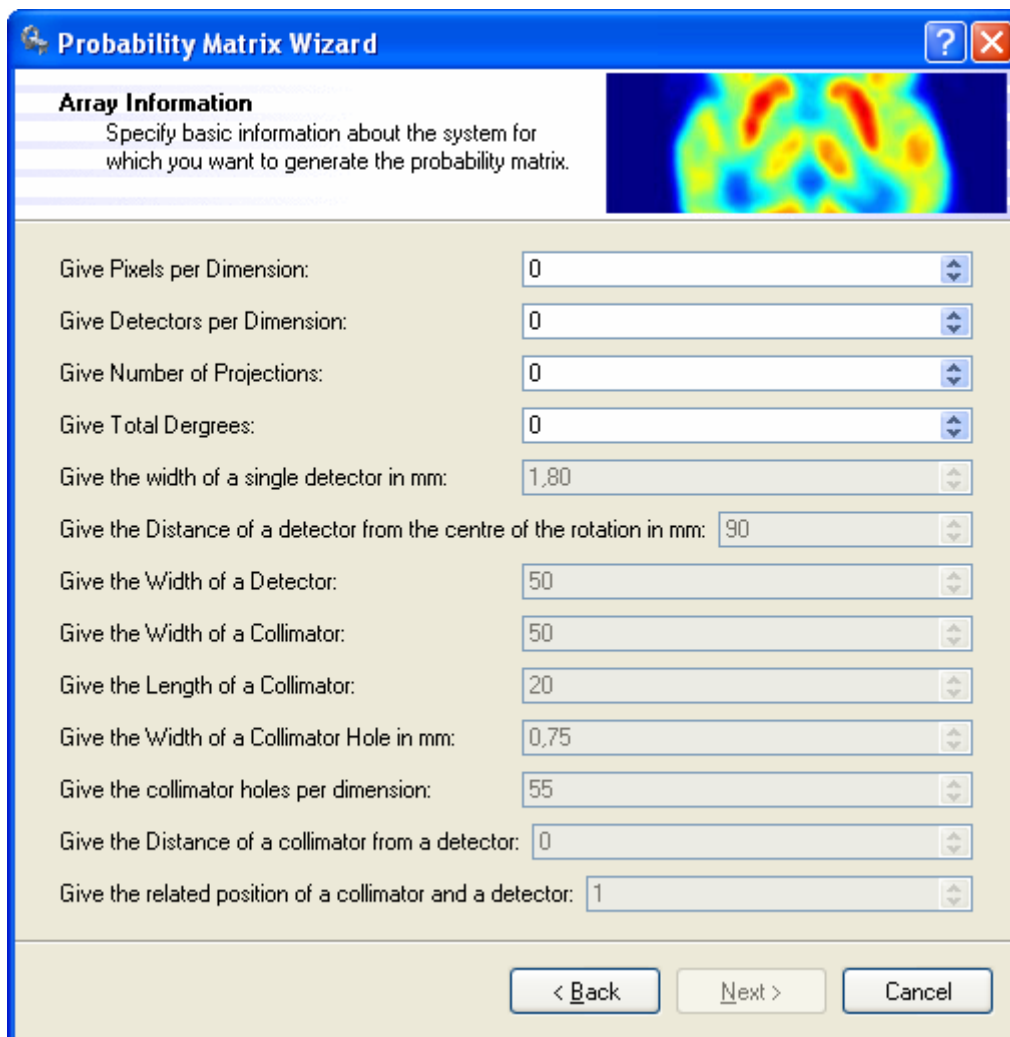 Probability Matrix Wizard
Array Information
Specify basic information about the system for
which you want to generate the probability matrix.
Give Pixels per Dimension: 0
Give Detectors per Dimension: 0
Give Number of Projections: 0
Give Total Dergrees: 0
Give the width of a single detector in mm: 1,80
Give the Distance of a detector from the centre of the rotation in mm: 90
Give the Width of a Detector: 50
Give the Width of a Collimator: 50
Give the Length of a Collimator: 20
Give the Width of a Collimator Hole in mm: 0,75
Give the collimator holes per dimension: 55
Give the Distance of a collimator from a detector: 0
Give the related position of a collimator and a detector: 1
< Back Next > Cancel